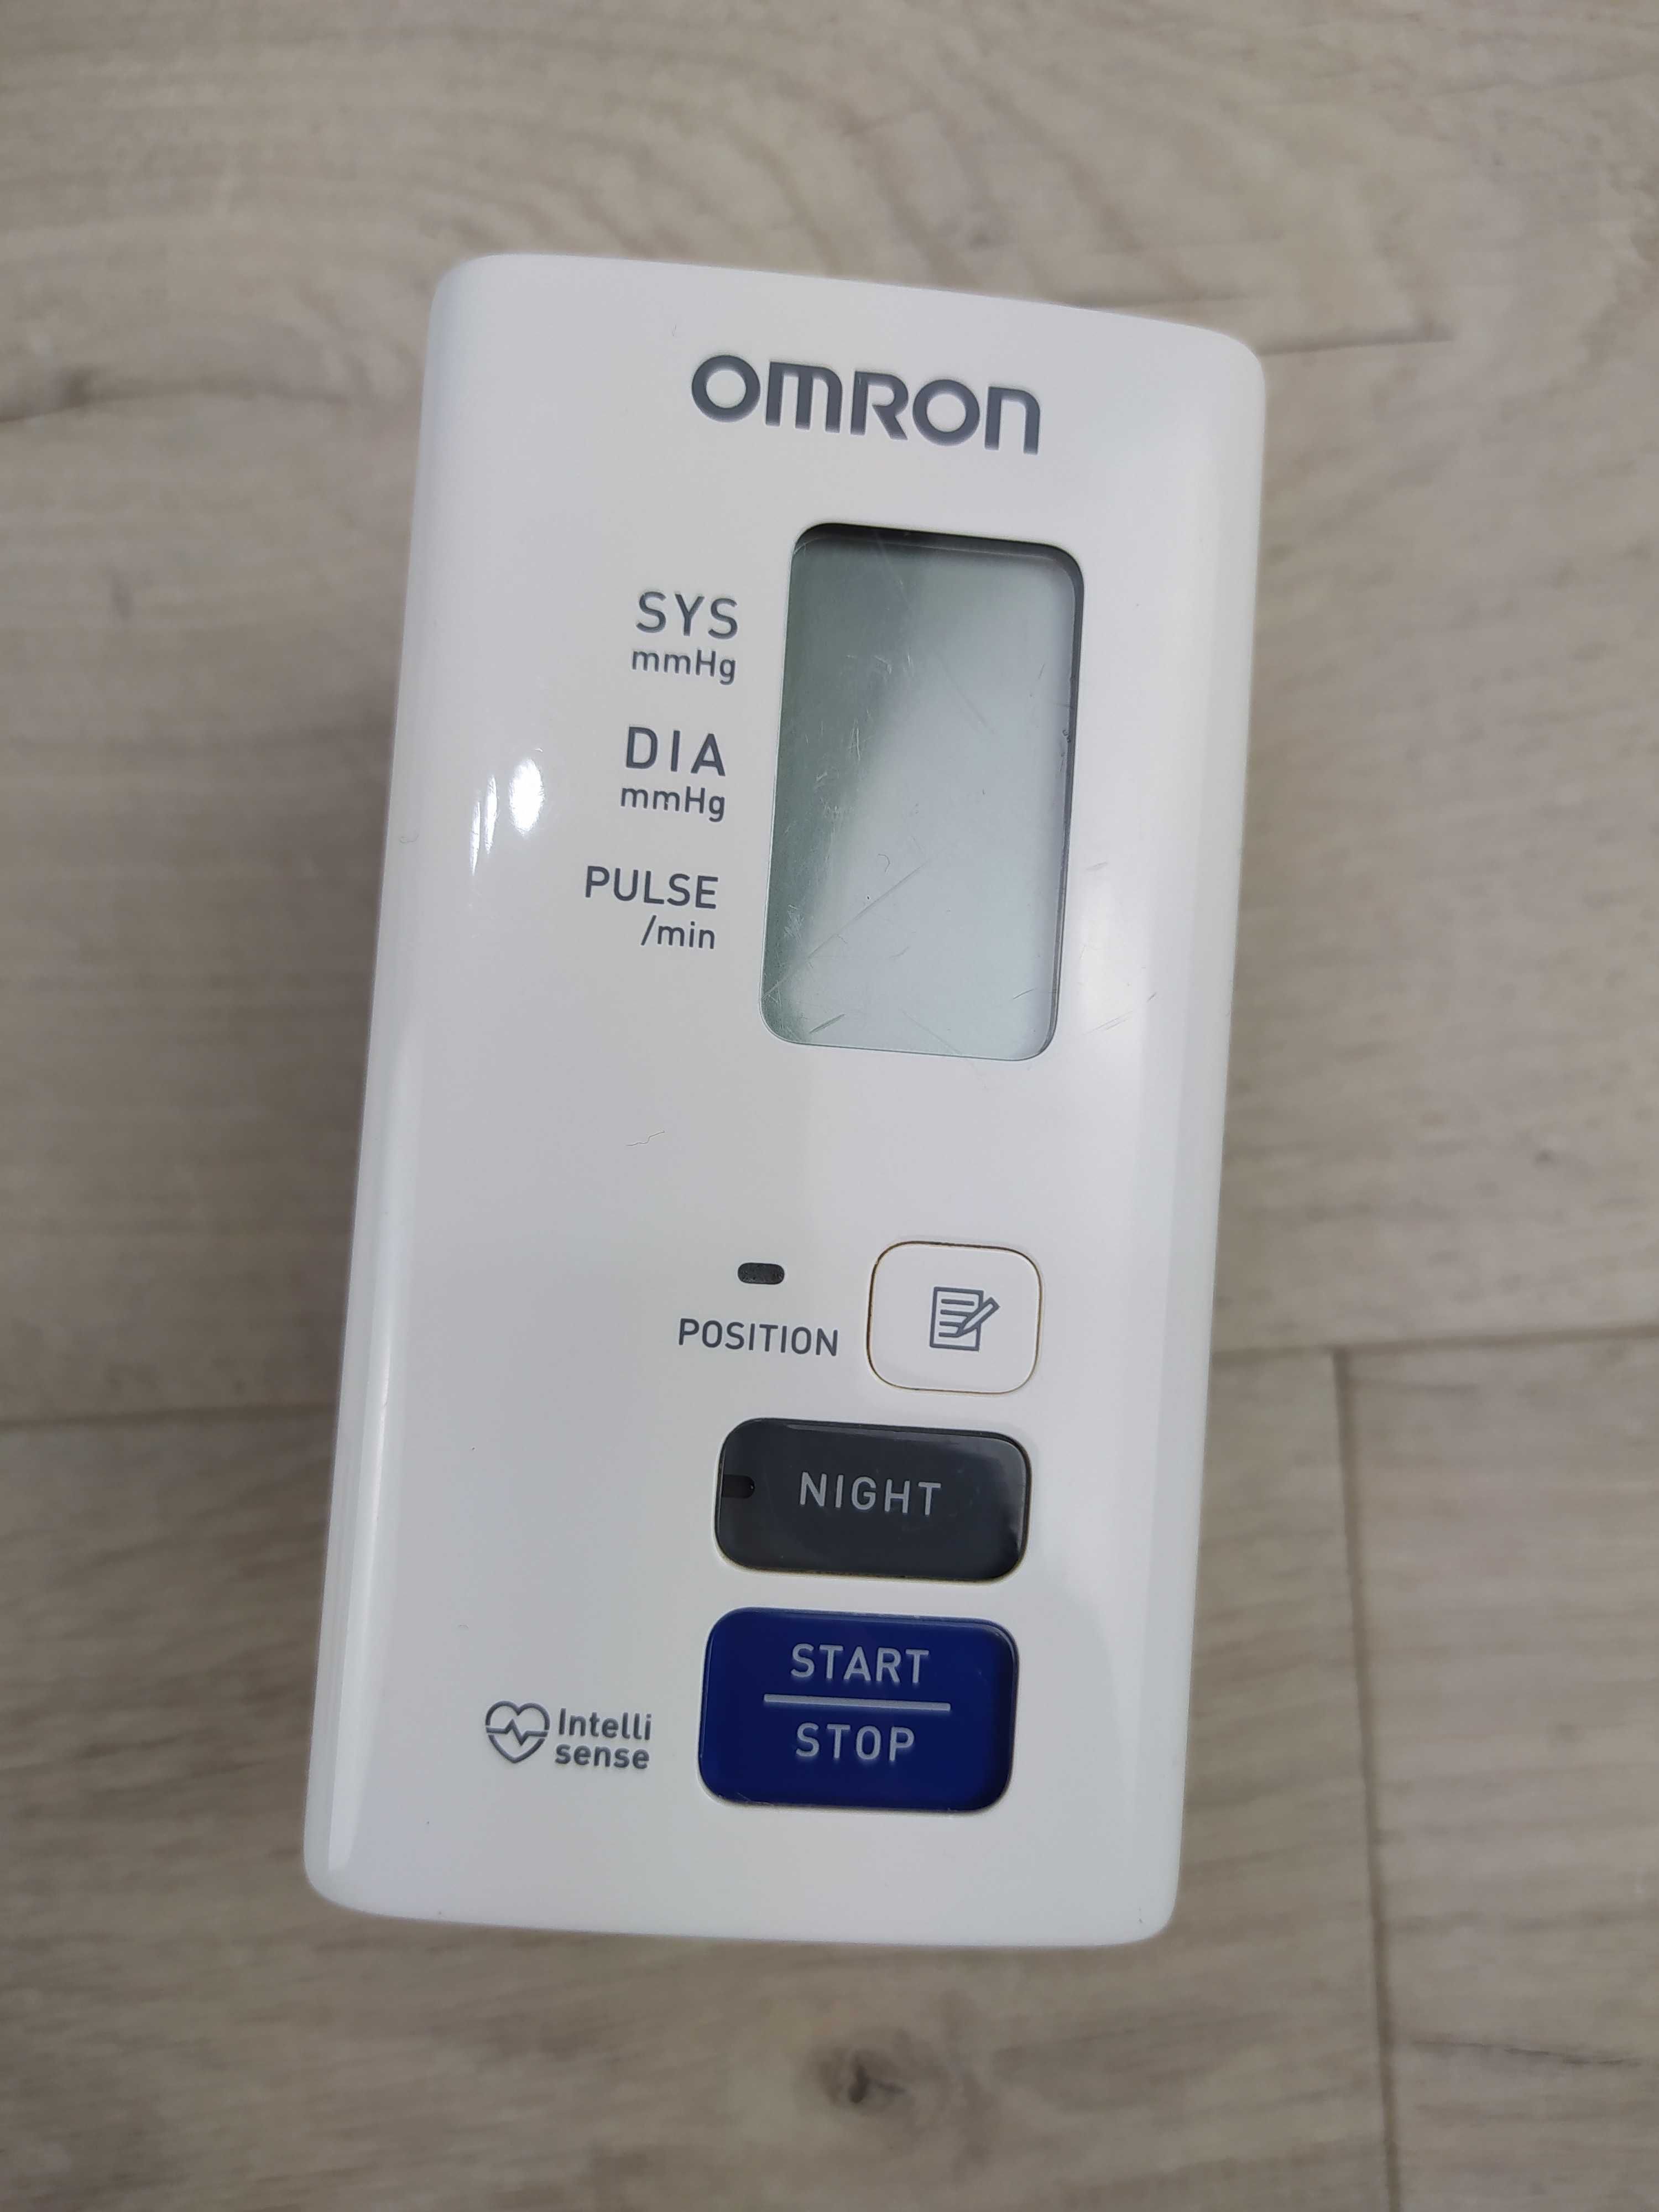 OMRON
SYS
mmHg
DIA
mmHg
PULSE
/min
POSITION
NIGHT
START
STOP
Intelli
sense